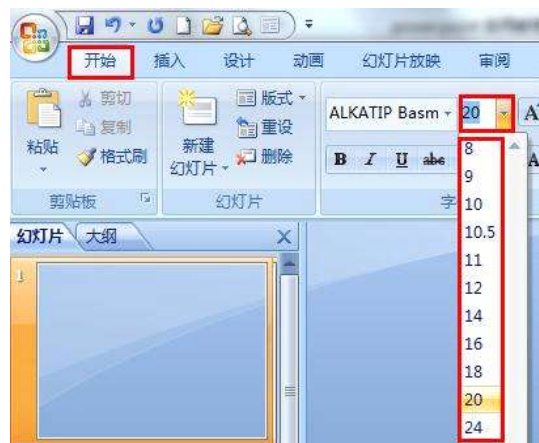 开始 插入 设计 动画 幻灯片放映 审阅
剪切
复制
格式刷
粘贴
新建
幻灯片
版式
重设
删除
ALKATIP Basm 20 A
B I U abc A
剪贴板 幻灯片 字
幻灯片 大纲 X
1
8
9
10
10.5
11
12
14
16
18
20
24